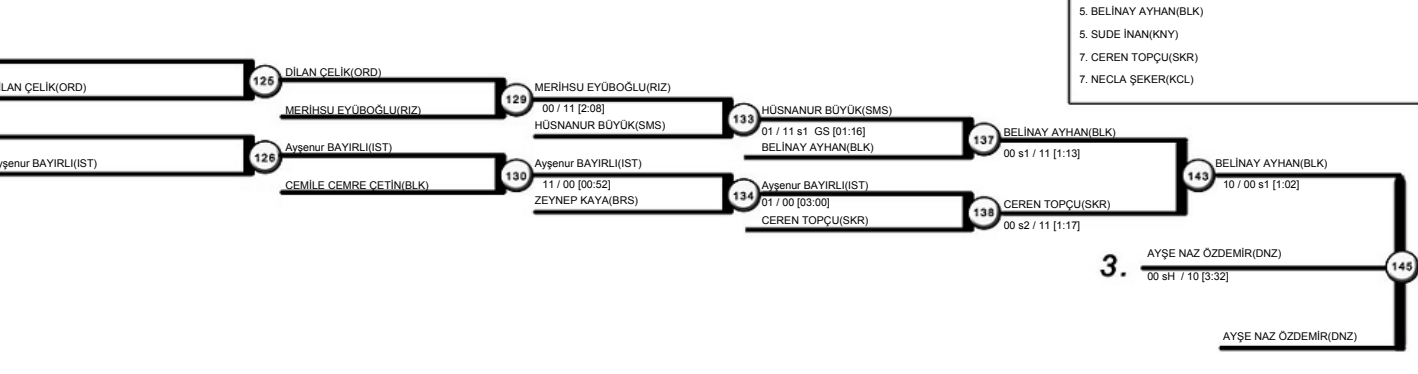 5. BELİNAY AYHAN(BLK)
5. SUDE İNAN(KNY)
7. CEREN TOPÇU(SKR)
7. NECLA ŞEKER(KCL)
ÇELİK(ORD)
125
DİLAN ÇELİK(ORD)
MERİHSU EYÜBOĞLU(RIZ)
129
MERİHSU EYÜBOĞLU(RIZ)
00 / 11 [2:08]
HÜSNANUR BÜYÜK(SMS)
133
HÜSNANUR BÜYÜK(SMS)
01 / 11 s1 GS [01:16]
BELİNAY AYHAN(BLK)
137
BELİNAY AYHAN(BLK)
00 s1 / 11 [1:13]
BAYIRLI(IST)
126
Ayşenur BAYIRLI(IST)
CEMİLE CEMRE ÇETİN(BLK)
130
Ayşenur BAYIRLI(IST)
11 / 00 [00:52]
ZEYNEP KAYA(BRS)
134
Ayşenur BAYIRLI(IST)
01 / 00 [03:00]
CEREN TOPÇU(SKR)
138
CEREN TOPÇU(SKR)
00 s2 / 11 [1:17]
143
BELİNAY AYHAN(BLK)
10 / 00 s1 [1:02]
3.
AYŞE NAZ ÖZDEMİR(DNZ)
00 sH / 10 [3:32]
145
AYŞE NAZ ÖZDEMİR(DNZ)